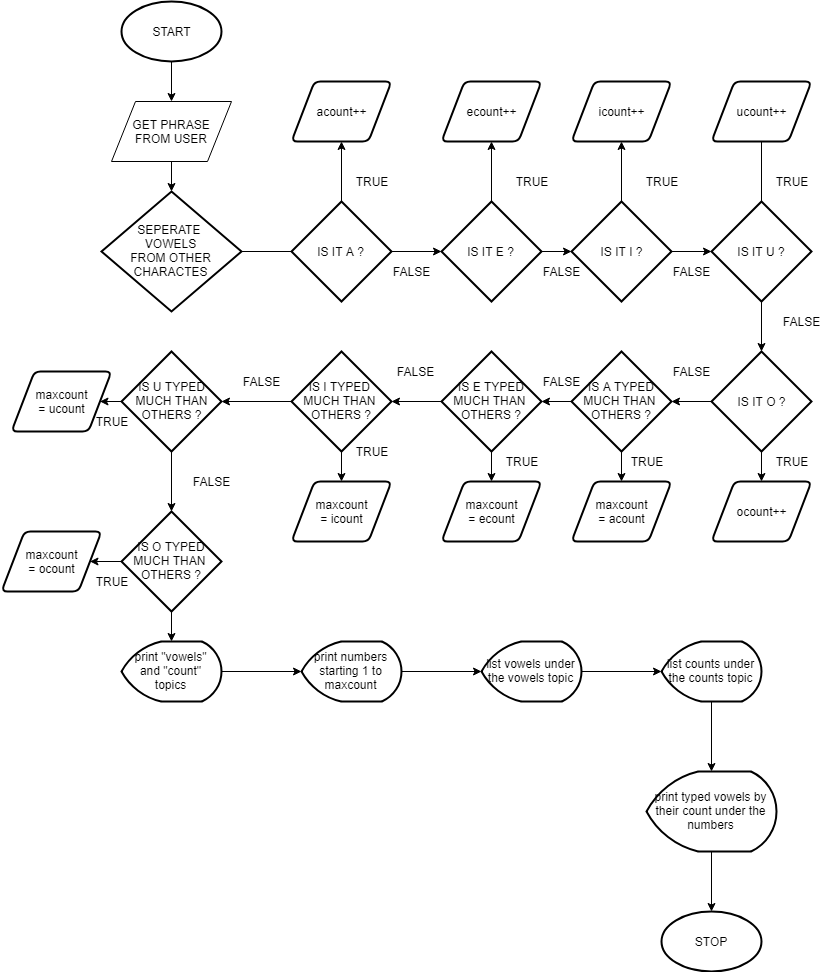 START
GET PHRASE
FROM USER
SEPERATE
VOWELS
FROM OTHER
CHARACTES
acount++
ecount++
icount++
ucount++
TRUE
TRUE
TRUE
TRUE
IS IT A ?
IS IT E ?
IS IT I ?
IS IT U ?
FALSE
FALSE
FALSE
FALSE
IS IT O ?
TRUE
ocount++
FALSE
IS A TYPED
MUCH THAN
OTHERS ?
TRUE
maxcount
= acount
FALSE
IS E TYPED
MUCH THAN
OTHERS ?
TRUE
maxcount
= ecount
FALSE
IS I TYPED
MUCH THAN
OTHERS ?
TRUE
maxcount
= icount
FALSE
IS U TYPED
MUCH THAN
OTHERS ?
TRUE
maxcount
= ucount
FALSE
IS O TYPED
MUCH THAN
OTHERS ?
TRUE
maxcount
= ocount
print "vowels"
and "count"
topics
print numbers
starting 1 to
maxcount
list vowels under
the vowels topic
list counts under
the counts topic
print typed vowels by
their count under the
numbers
STOP